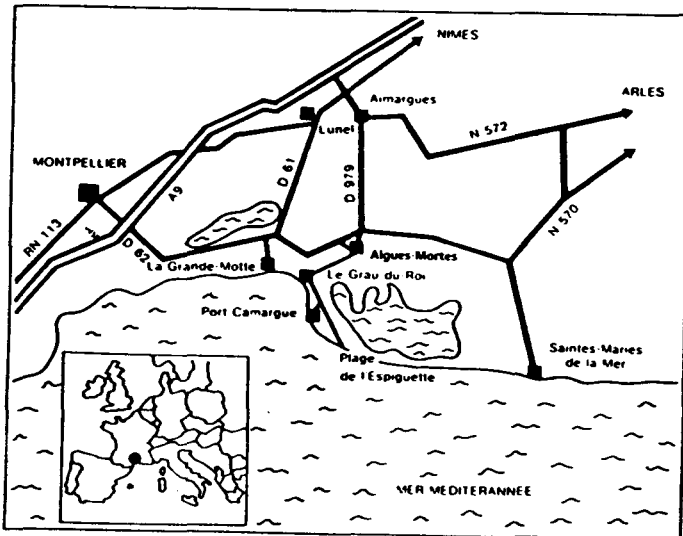 NIMES
Aimargues
ARLES
Lunel
N 572
MONTPELLIER
D 61
D 979
A9
RN 113
D 62
N 570
Aigues-Mortes
La Grande-Motte
Le Grau du Roi
Port Camargue
Plage
de l'Espiguette
Saintes-Maries
de la Mer
MER MEDITERANNEE